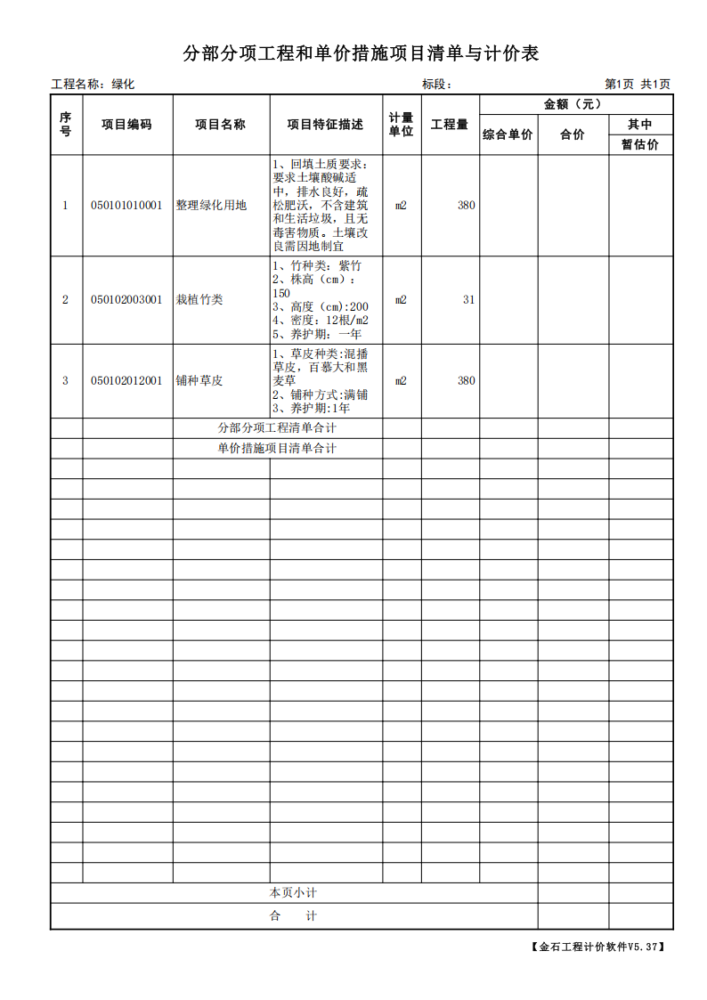 分部分项工程和单价措施项目清单与计价表
工程名称：绿化 标段： 第1页 共1页
序号 项目编码 项目名称 项目特征描述 计量单位 工程量 金额（元）
综合单价 合价 其中
暂估价
1 050101010001 整理绿化用地 1、回填土质要求：
要求土壤酸碱适
中，排水良好，疏
松肥沃，不含建筑
和生活垃圾，且无
毒害物质。土壤改
良需因地制宜 m2 380
2 050102003001 栽植竹类 1、竹种类：紫竹
2、株高（cm）：
150
3、高度（cm):200
4、密度：12根/m2
5、养护期：一年 m2 31
3 050102012001 铺种草皮 1、草皮种类:混播
草皮，百慕大和黑
麦草
2、铺种方式:满铺
3、养护期:1年 m2 380
分部分项工程清单合计
单价措施项目清单合计
本页小计
合 计
【金石工程计价软件V5.37】